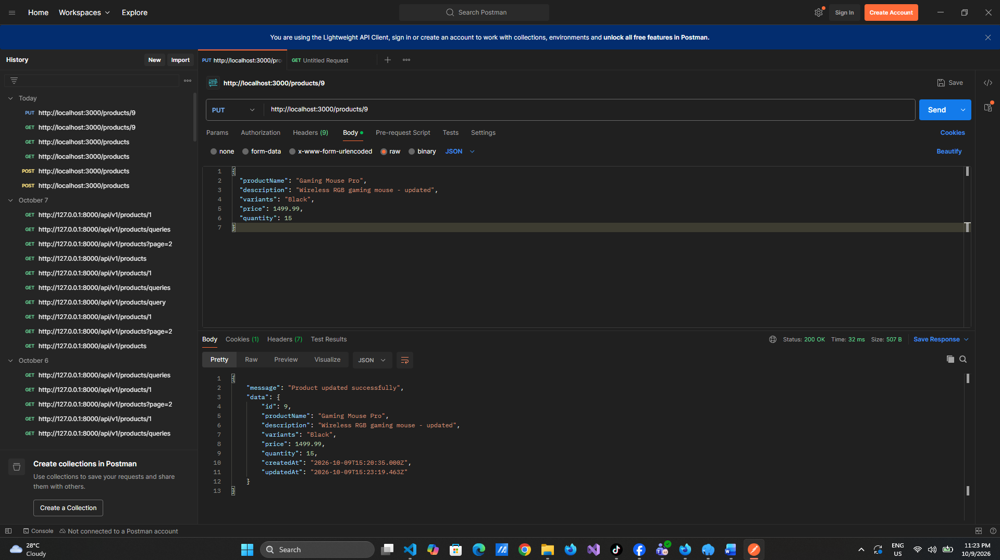 Home Workspaces Explore Search Postman Sign In Create Account
You are using the Lightweight API Client, sign in or create an account to work with collections, environments and unlock all free features in Postman.
History New Import
Today
PUT http://localhost:3000/products/9
GET http://localhost:3000/products/9
GET http://localhost:3000/products
GET http://localhost:3000/products
POST http://localhost:3000/products
POST http://localhost:3000/products
October 7
GET http://127.0.0.1:8000/api/v1/products/1
GET http://127.0.0.1:8000/api/v1/products/queries
GET http://127.0.0.1:8000/api/v1/products?page=2
GET http://127.0.0.1:8000/api/v1/products
GET http://127.0.0.1:8000/api/v1/products/1
GET http://127.0.0.1:8000/api/v1/products/queries
GET http://127.0.0.1:8000/api/v1/products/query
GET http://127.0.0.1:8000/api/v1/products/1
GET http://127.0.0.1:8000/api/v1/products?page=2
GET http://127.0.0.1:8000/api/v1/products
October 6
GET http://127.0.0.1:8000/api/v1/products/queries
GET http://127.0.0.1:8000/api/v1/products/1
GET http://127.0.0.1:8000/api/v1/products?page=2
GET http://127.0.0.1:8000/api/v1/products/1
GET http://127.0.0.1:8000/api/v1/products/queries
Create collections in Postman
Use collections to save your requests and share
them with others.
Create a Collection
PUT http://localhost:3000/pro GET Untitled Request
HTTP http://localhost:3000/products/9 Save
PUT http://localhost:3000/products/9 Send
Params Authorization Headers (9) Body Pre-request Script Tests Settings Cookies
none form-data x-www-form-urlencoded raw binary JSON Beautify
1 {
2 "productName": "Gaming Mouse Pro",
3 "description": "Wireless RGB gaming mouse - updated",
4 "variants": "Black",
5 "price": 1499.99,
6 "quantity": 15
7 }
Body Cookies (1) Headers (7) Test Results Status: 200 OK Time: 32 ms Size: 507 B Save Response
Pretty Raw Preview Visualize JSON
1 {
2 "message": "Product updated successfully",
3 "data": {
4 "id": 9,
5 "productName": "Gaming Mouse Pro",
6 "description": "Wireless RGB gaming mouse - updated",
7 "variants": "Black",
8 "price": 1499.99,
9 "quantity": 15,
10 "createdAt": "2026-10-09T15:20:35.000Z",
11 "updatedAt": "2026-10-09T15:23:19.463Z"
12 }
13 }
Console Not connected to a Postman account
28°C
Cloudy
Search
ENG
US
11:23 PM
10/9/2026